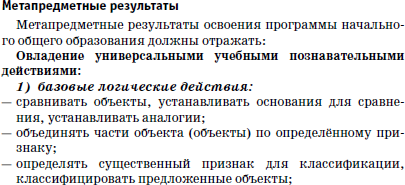 Метапредметные результаты
Метапредметные результаты освоения программы начально-
го общего образования должны отражать:
Овладение универсальными учебными познавательными
действиями:
1) базовые логические действия:
— сравнивать объекты, устанавливать основания для сравне-
ния, устанавливать аналогии;
— объединять части объекта (объекты) по определённому при-
знаку;
— определять существенный признак для классификации,
классифицировать предложенные объекты;